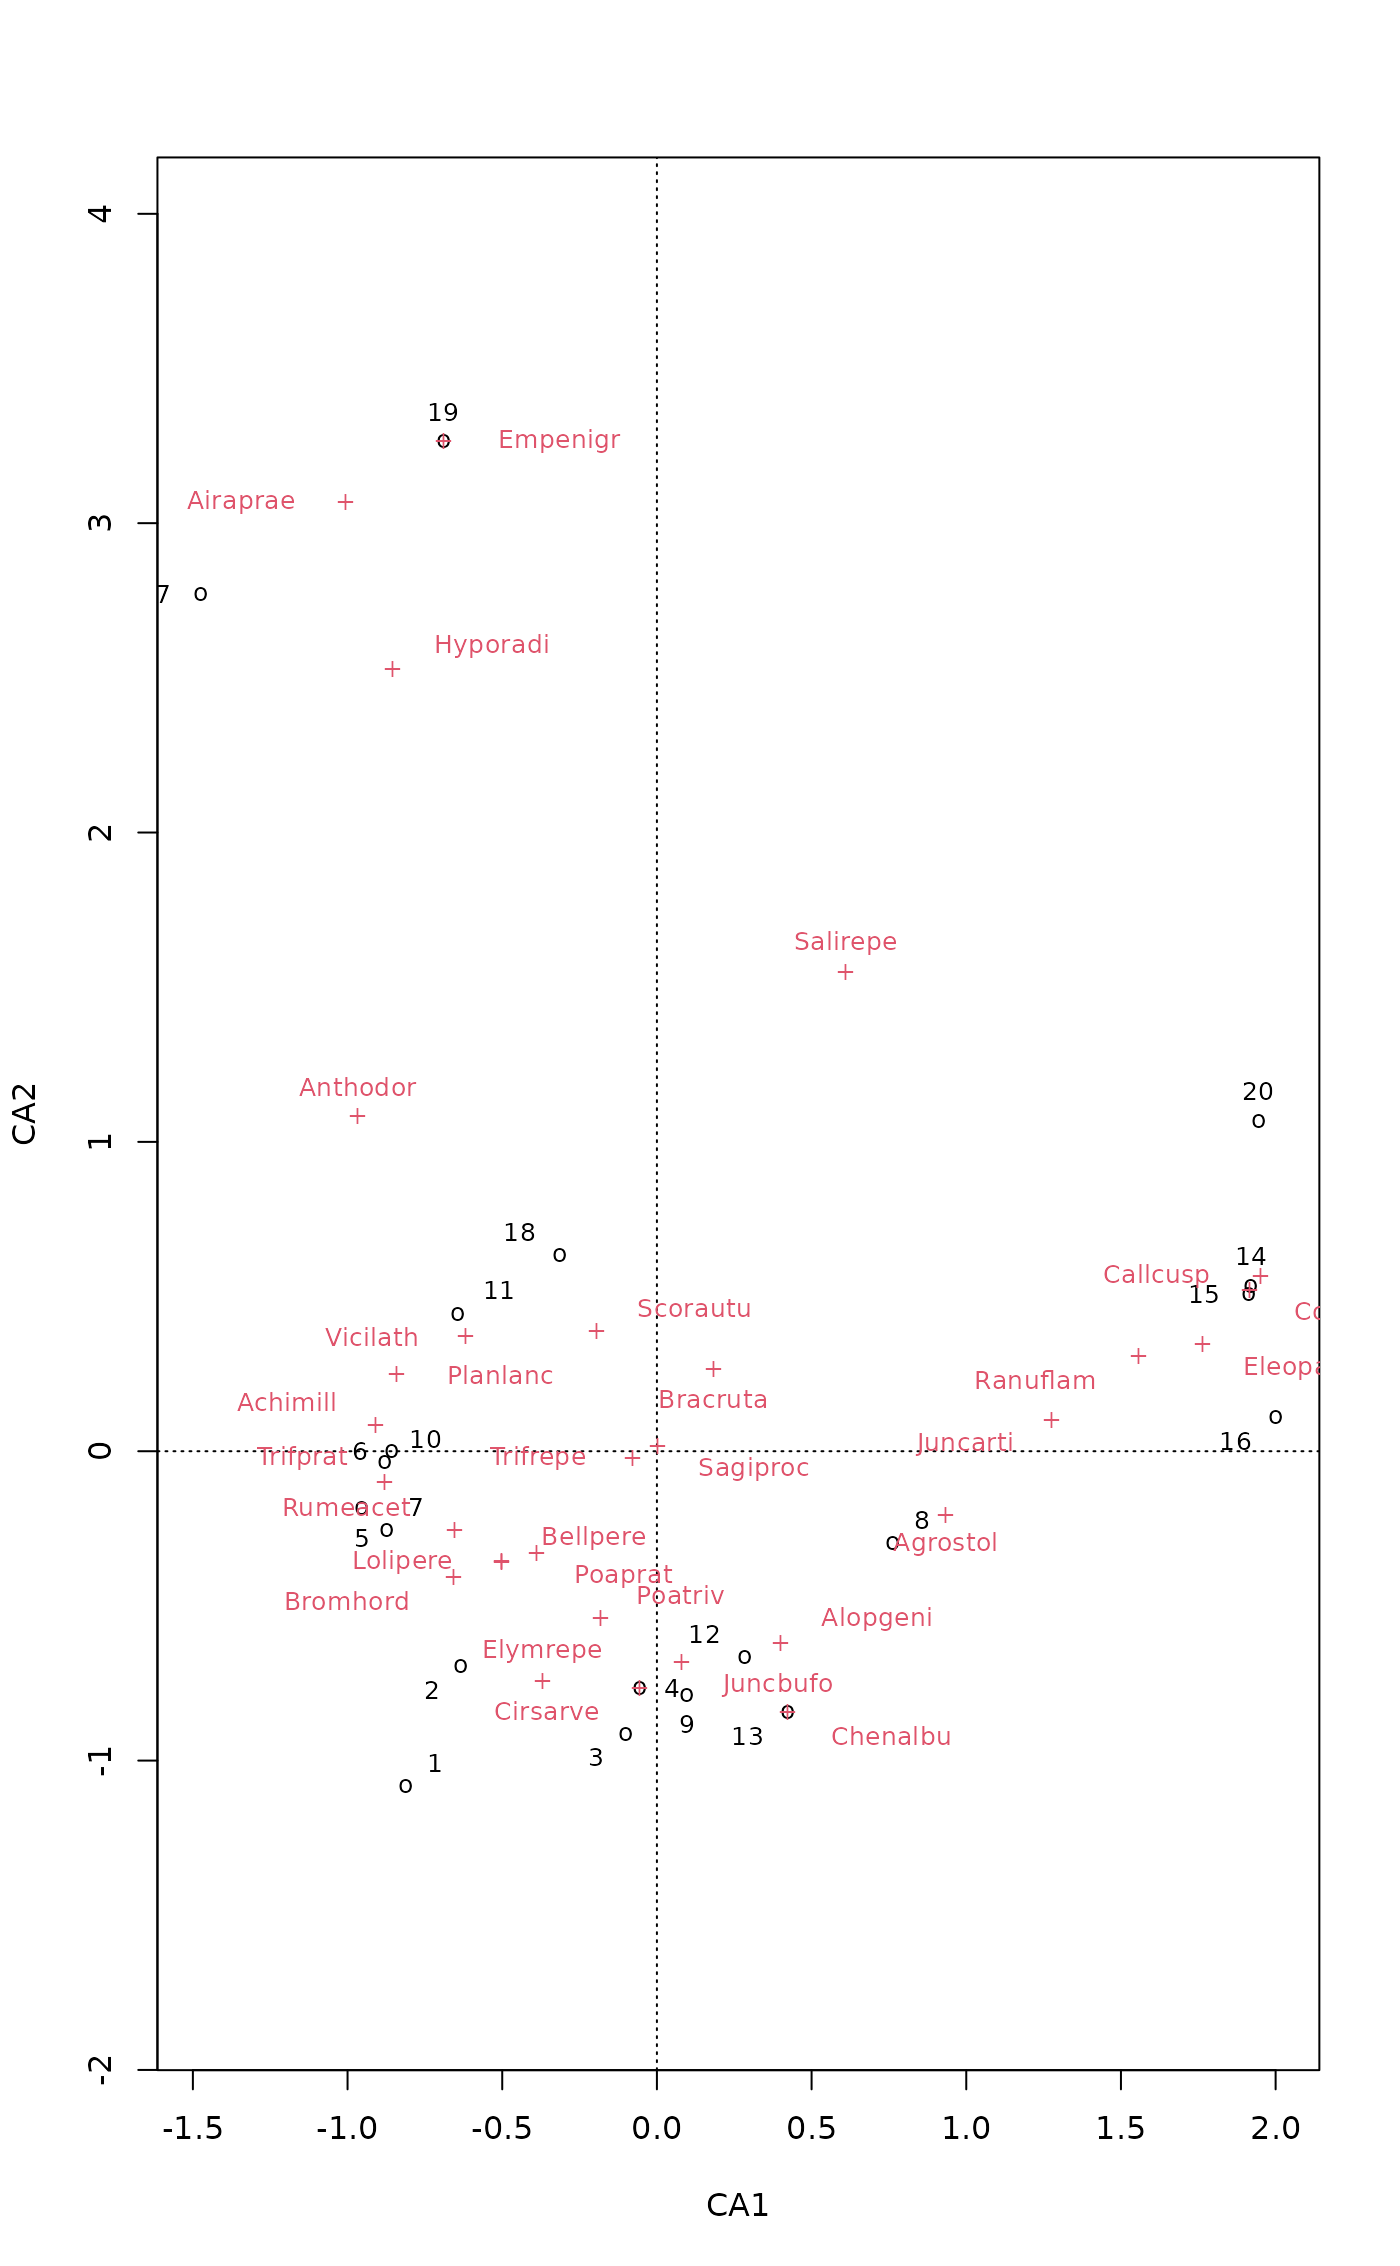 4
19
Empenigr
Airaprae
3
7
Hyporadi
2
Salirepe
Anthodor
20
CA2
1
18
14
Callcusp
11
15
Scorautu
Co
Vicilath
Planlanc
Eleopa
Ranuflam
Achimill
Bracruta
10
16
Juncarti
0
Trifprat
6
Trifrepe
Sagiproc
Rumeacet
7
8
5
Bellpere
Agrostol
Lolipere
Poaprat
Bromhord
Poatriv
Alopgeni
12
Elymrepe
2
4
Juncbufo
Cirsarve
9
13
Chenalbu
3
-1
1
-2
-1.5 -1.0 -0.5 0.0 0.5 1.0 1.5 2.0
CA1